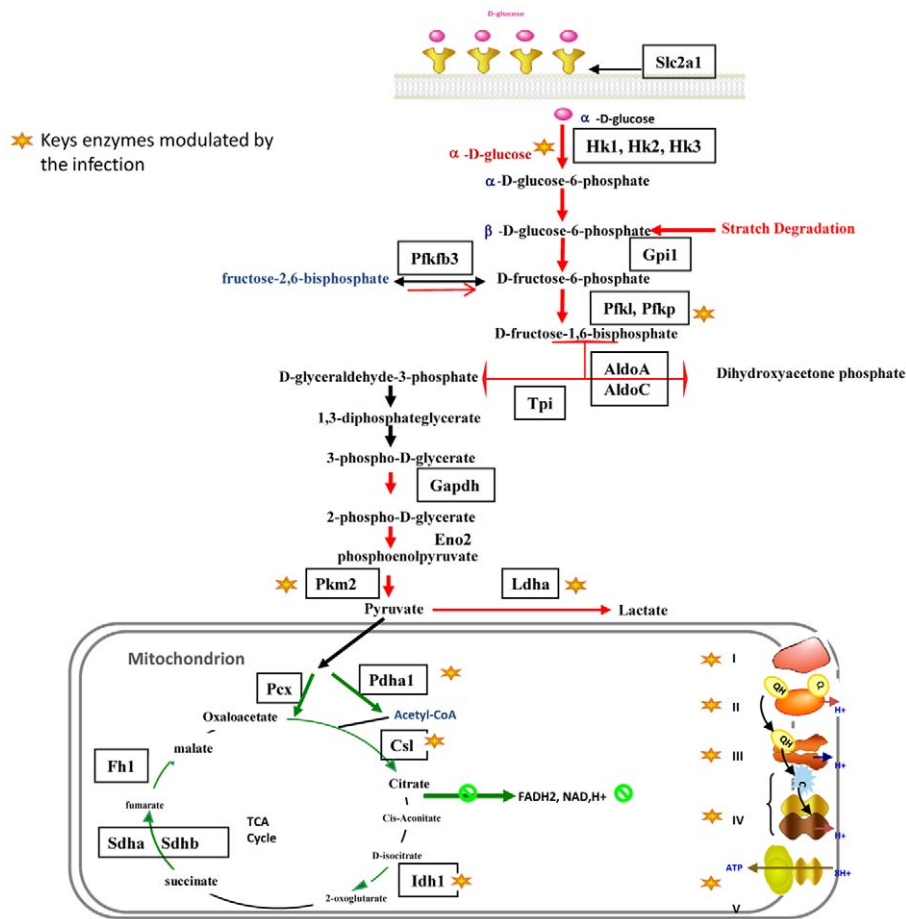 D-glucose
Slc2a1
α -D-glucose
Keys enzymes modulated by
the infection
Hk1, Hk2, Hk3
α -D-glucose
α-D-glucose-6-phosphate
β -D-glucose-6-phosphate
Stratch Degradation
Gpi1
Pfkfb3
fructose-2,6-bisphosphate
D-fructose-6-phosphate
Pfkl, Pfkp
D-fructose-1,6-bisphosphate
AldoA
AldoC
D-glyceraldehyde-3-phosphate
Dihydroxyacetone phosphate
Tpi
1,3-diphosphateglycerate
3-phospho-D-glycerate
Gapdh
2-phospho-D-glycerate
Eno2
phosphoenolpyruvate
Pkm2
Ldha
Pyruvate
Lactate
Mitochondrion
I
Pcx
Pdha1
QH
Q
Oxaloacetate
Acetyl-CoA
II
H+
malate
Csl
QH
III
H+
Fh1
Citrate
C
FADH2, NAD,H+
fumarate
Cis-Aconitate
IV
TCA
Cycle
H+
Sdha Sdhb
D-isocitrate
ATP
8H+
succinate
Idh1
2-oxoglutarate
V